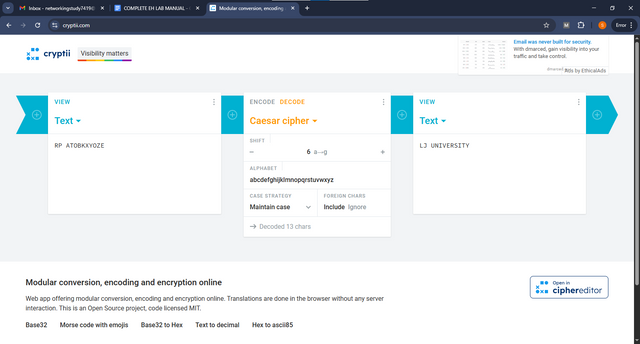 Inbox - networkingstudy7419@
COMPLETE EH LAB MANUAL -
Modular conversion, encoding
cryptii.com
Error
cryptii
Visibility matters
Email was never built for security.
With dmarced, gain visibility into your
traffic and take control.
Ads by EthicalAds
VIEW
Text
RP ATOBKXYOZE
ENCODE DECODE
Caesar cipher
SHIFT
− 6 a→g +
ALPHABET
abcdefghijklmnopqrstuvwxyz
CASE STRATEGY
Maintain case
FOREIGN CHARS
Include Ignore
→ Decoded 13 chars
VIEW
Text
LJ UNIVERSITY
Modular conversion, encoding and encryption online
Web app offering modular conversion, encoding and encryption online. Translations are done in the browser without any server
interaction. This is an Open Source project, code licensed MIT.
Base32 Morse code with emojis Base32 to Hex Text to decimal Hex to ascii85
Open in
ciphereditor